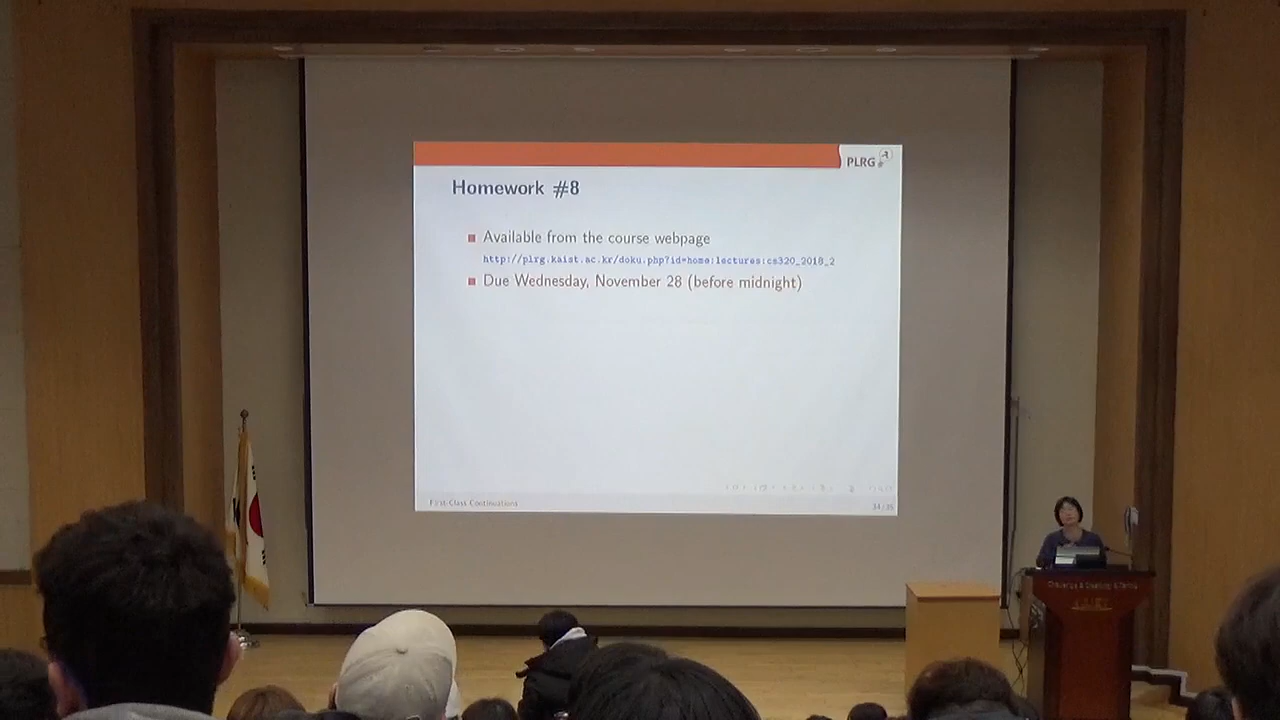 PLRG
Homework #8
Available from the course webpage
http://plrg.kaist.ac.kr/doku.php?id=home:lectures:cs320_2018_2
Due Wednesday, November 28 (before midnight)
First-Class Continuations
34/35
KAIST